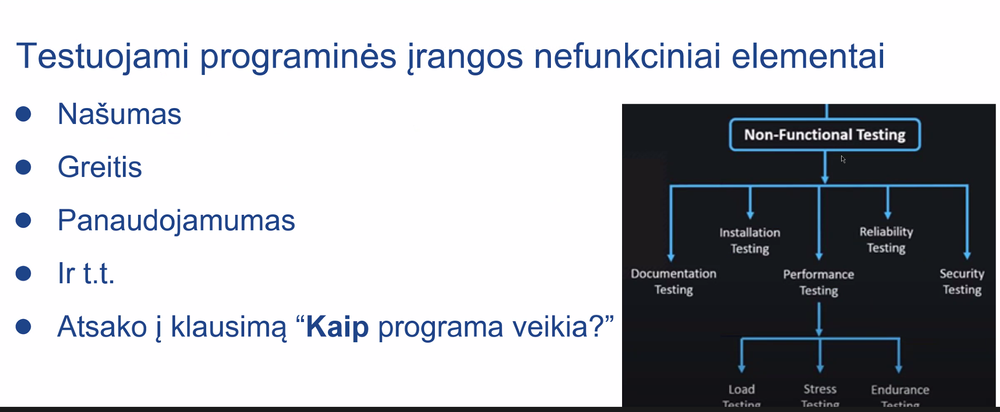 Testuojami programinės įrangos nefunkciniai elementai
Našumas
Greitis
Panaudojamumas
Ir t.t.
Atsako į klausimą “Kaip programa veikia?”
Non-Functional Testing
Installation
Testing
Reliability
Testing
Documentation
Testing
Performance
Testing
Security
Testing
Load
Testing
Stress
Testing
Endurance
Testing